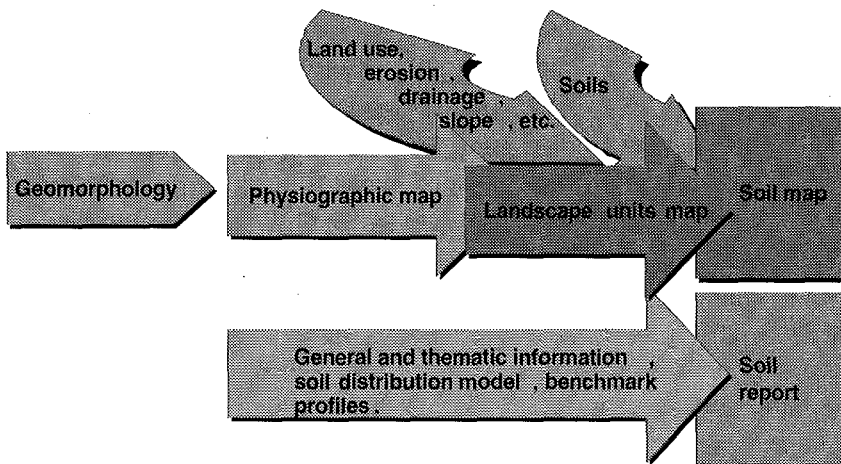 Land use,
erosion ,
drainage ,
slope , etc.
Soils
Geomorphology
Physiographic map
Landscape units map
Soil map
General and thematic information ,
soil distribution model , benchmark
profiles .
Soil
report